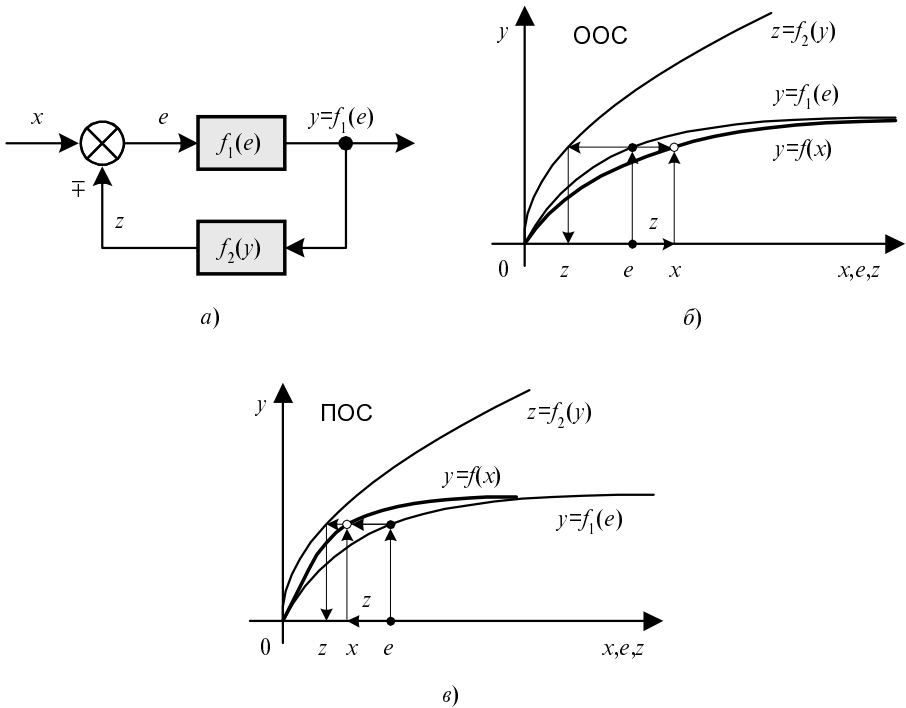 x
e
f₁(e)
y=f₁(e)
∓
z
f₂(y)
а)
y
ООС
z=f₂(y)
y=f₁(e)
y=f(x)
z
0
z
e
x
x,e,z
б)
y
ПОС
z=f₂(y)
y=f(x)
y=f₁(e)
z
0
z
x
e
x,e,z
в)